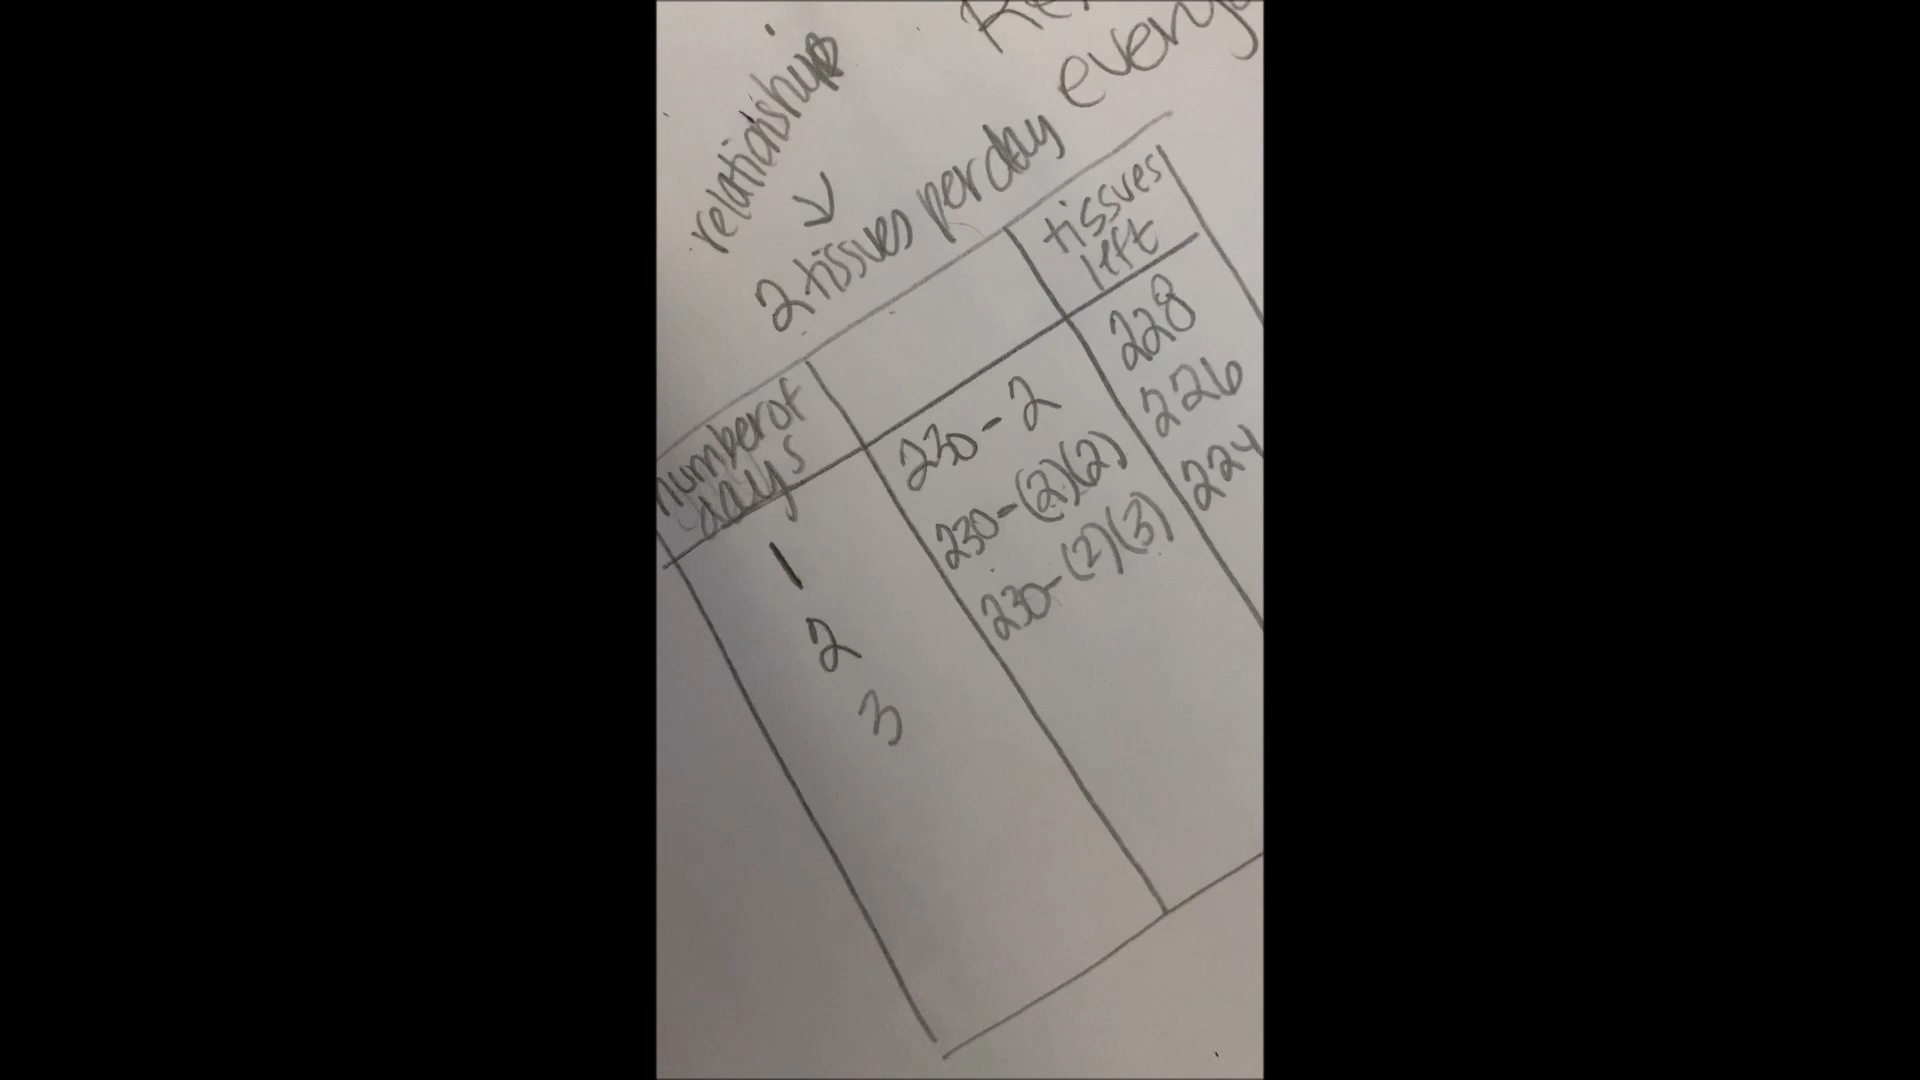 relationship
↓
2 tissues per day
every
number of days | | tissues left
1 | 230-2 | 228
2 | 230-(2)(2) | 226
3 | 230-(2)(3) | 224